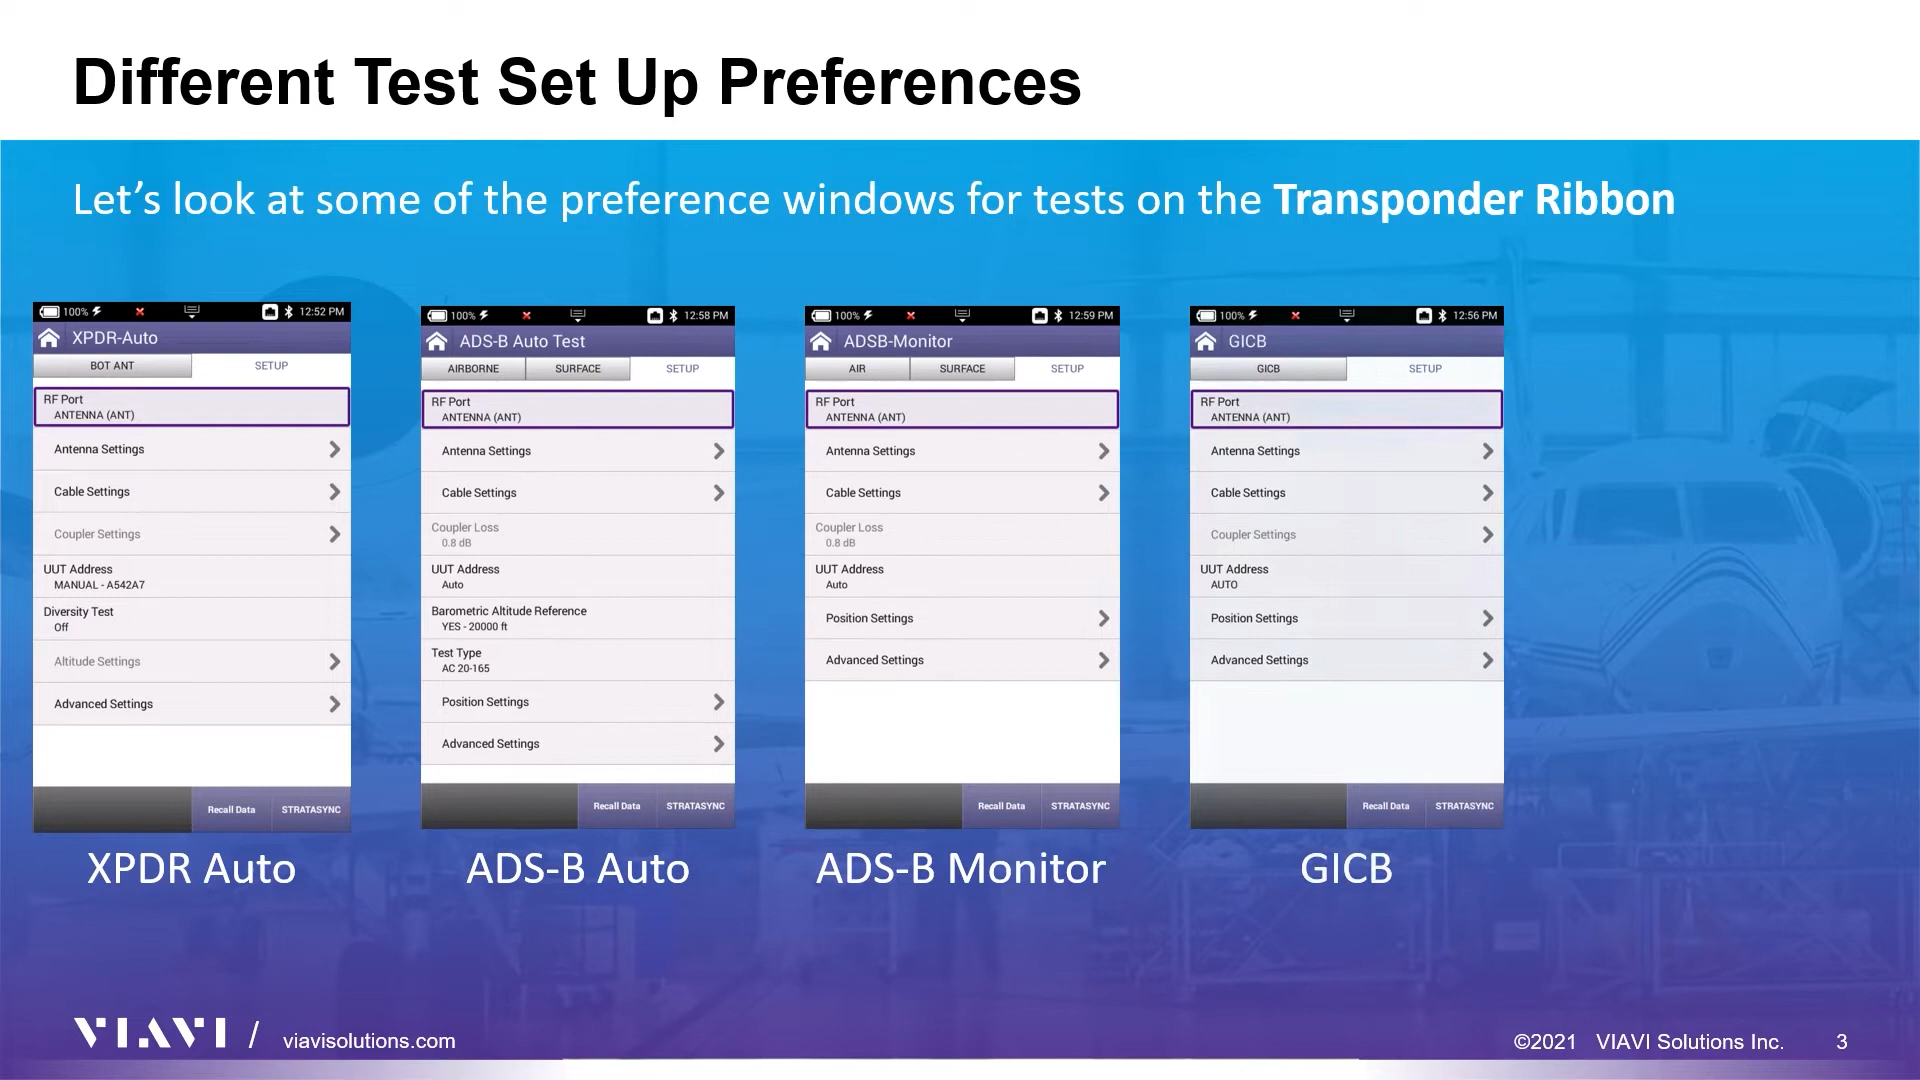 Different Test Set Up Preferences
Let's look at some of the preference windows for tests on the Transponder Ribbon
100% 12:52 PM
XPDR-Auto
BOT ANT SETUP
RF Port
ANTENNA (ANT)
Antenna Settings
Cable Settings
Coupler Settings
UUT Address
MANUAL - A542A7
Diversity Test
Off
Altitude Settings
Advanced Settings
Recall Data STRATASYNC
XPDR Auto
100% 12:58 PM
ADS-B Auto Test
AIRBORNE SURFACE SETUP
RF Port
ANTENNA (ANT)
Antenna Settings
Cable Settings
Coupler Loss
0.8 dB
UUT Address
Auto
Barometric Altitude Reference
YES - 20000 ft
Test Type
AC 20-165
Position Settings
Advanced Settings
Recall Data STRATASYNC
ADS-B Auto
100% 12:59 PM
ADSB-Monitor
AIR SURFACE SETUP
RF Port
ANTENNA (ANT)
Antenna Settings
Cable Settings
Coupler Loss
0.8 dB
UUT Address
Auto
Position Settings
Advanced Settings
Recall Data STRATASYNC
ADS-B Monitor
100% 12:56 PM
GICB
GICB SETUP
RF Port
ANTENNA (ANT)
Antenna Settings
Cable Settings
Coupler Settings
UUT Address
AUTO
Position Settings
Advanced Settings
Recall Data STRATASYNC
GICB
VIAVI / viavisolutions.com
©2021 VIAVI Solutions Inc. 3